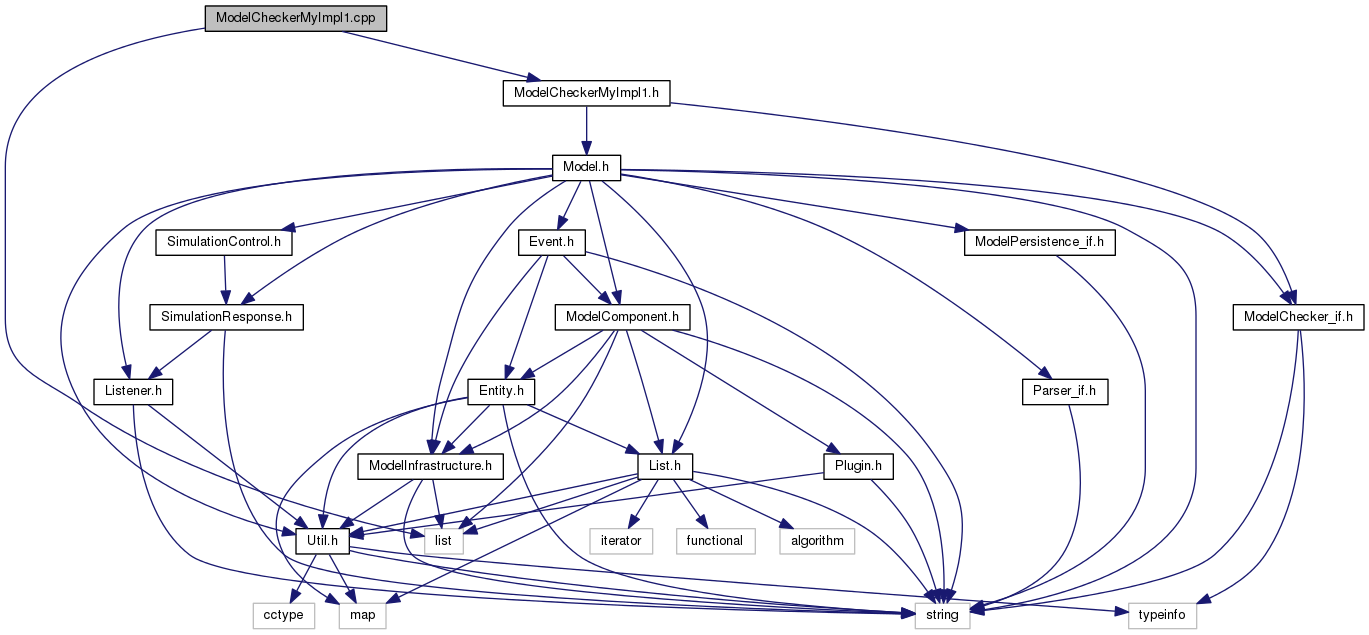 ModelCheckerMyImpl1.cpp
ModelCheckerMyImpl1.h
Model.h
SimulationControl.h
Event.h
ModelPersistence_if.h
SimulationResponse.h
ModelComponent.h
ModelChecker_if.h
Listener.h
Entity.h
Parser_if.h
ModelInfrastructure.h
List.h
Plugin.h
Util.h
list
iterator
functional
algorithm
cctype
map
string
typeinfo